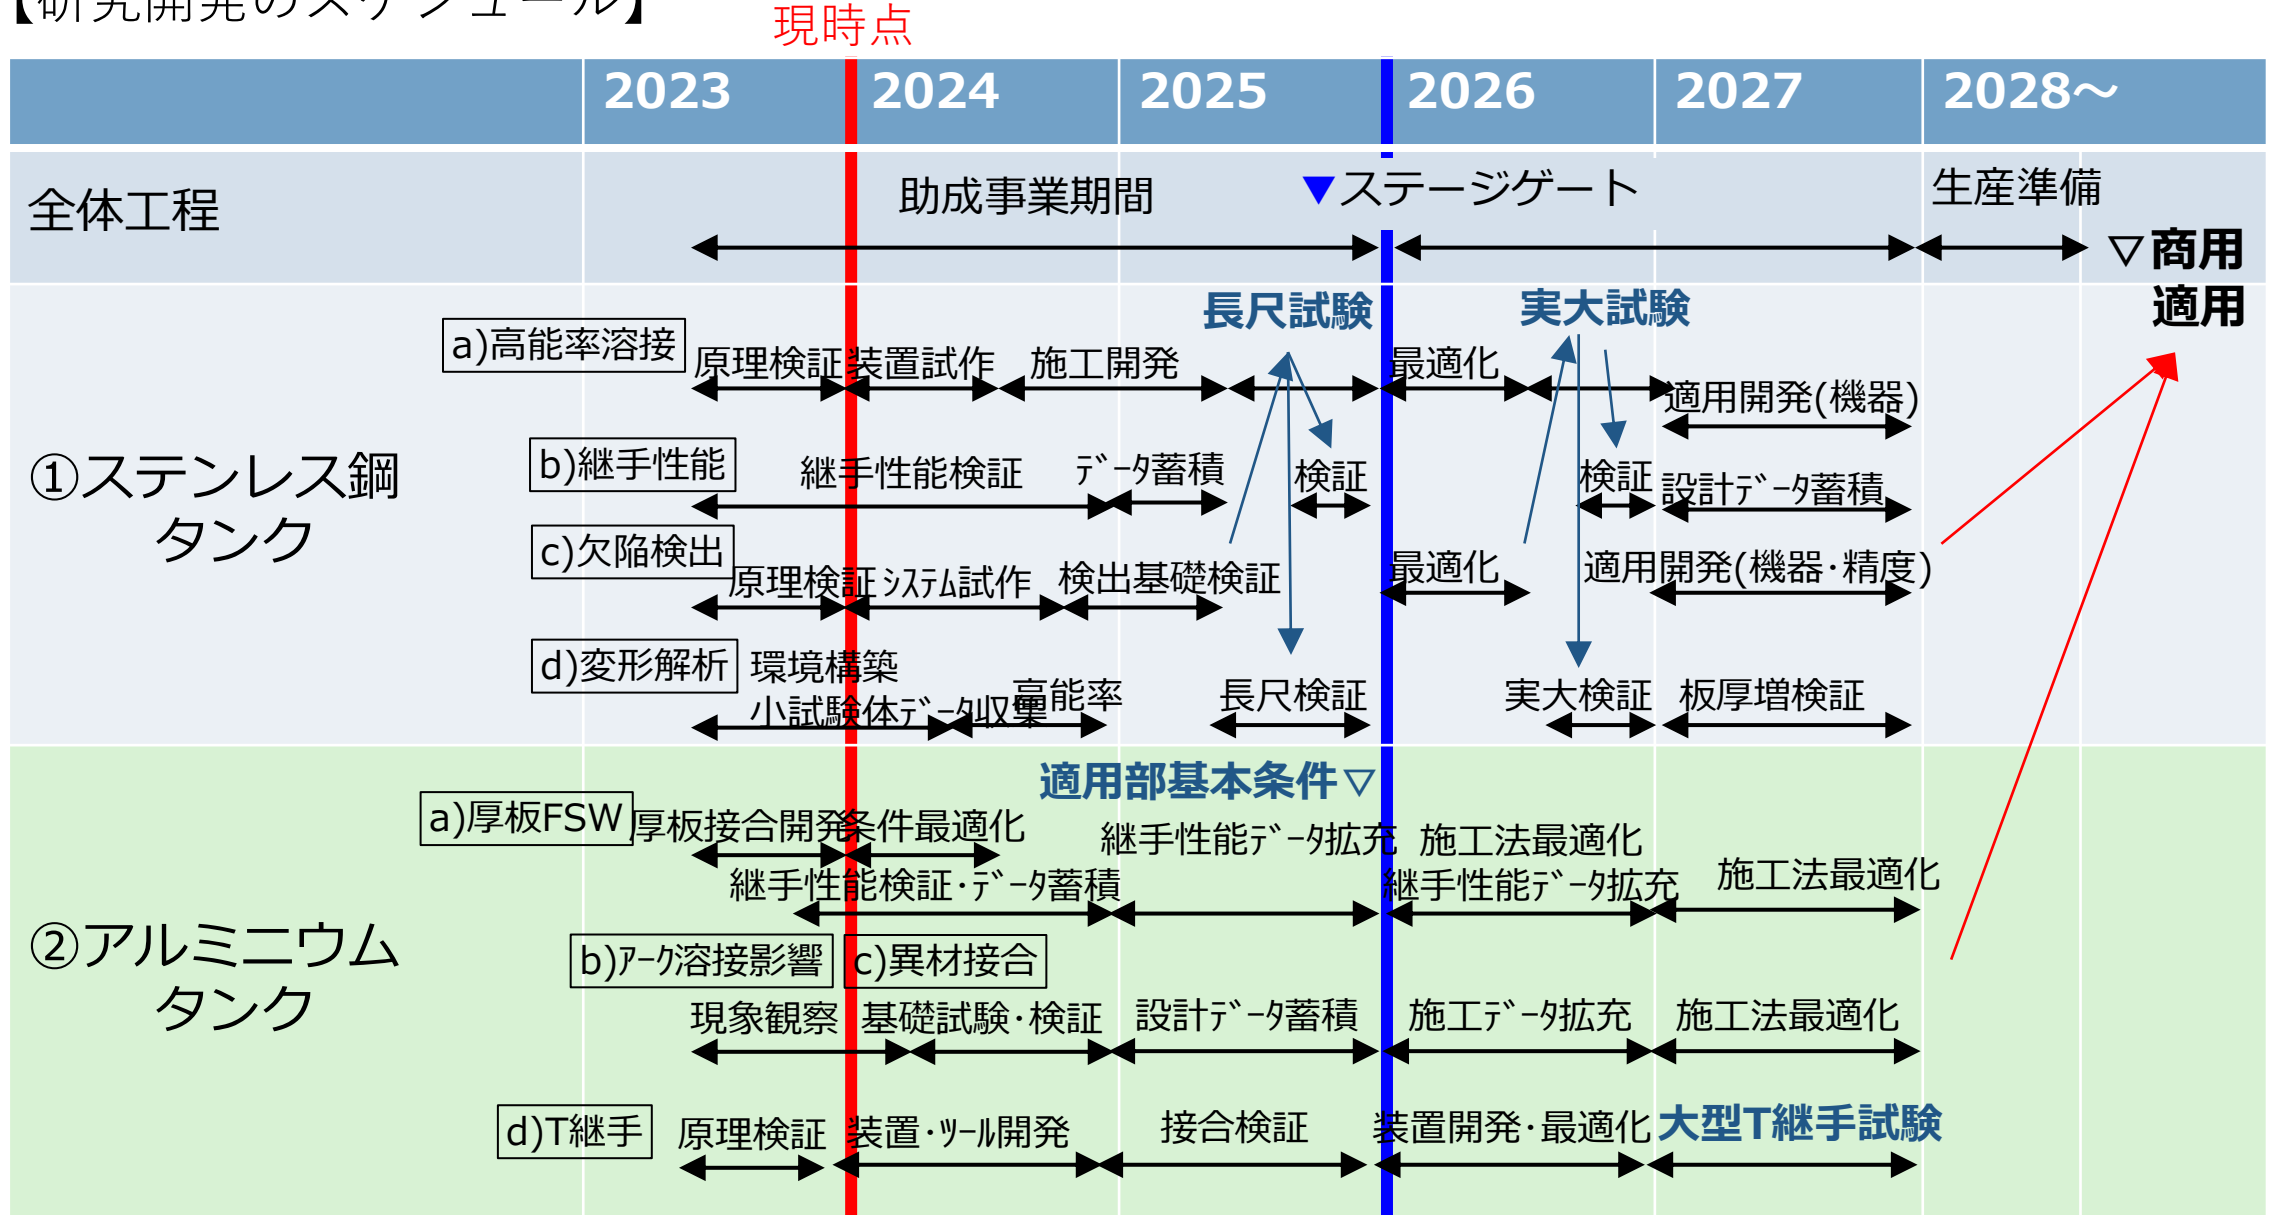 【研究開発のスケジュール】
現時点
2023 2024 2025 2026 2027 2028～
全体工程
助成事業期間
▼ステージゲート
生産準備
▽商用
適用
①ステンレス鋼
タンク
長尺試験
実大試験
a)高能率溶接
原理検証
装置試作
施工開発
最適化
適用開発(機器)
b)継手性能
継手性能検証
ﾃﾞｰﾀ蓄積
検証
検証
設計ﾃﾞｰﾀ蓄積
c)欠陥検出
原理検証
ｼｽﾃﾑ試作
検出基礎検証
最適化
適用開発(機器･精度)
d)変形解析
環境構築
小試験体ﾃﾞｰﾀ収集
高能率
長尺検証
実大検証
板厚増検証
②アルミニウム
タンク
適用部基本条件▽
a)厚板FSW
厚板接合開発
条件最適化
継手性能ﾃﾞｰﾀ拡充
施工法最適化
継手性能検証･ﾃﾞｰﾀ蓄積
継手性能ﾃﾞｰﾀ拡充
施工法最適化
b)ｱｰｸ溶接影響
c)異材接合
現象観察
基礎試験･検証
設計ﾃﾞｰﾀ蓄積
施工ﾃﾞｰﾀ拡充
施工法最適化
d)T継手
原理検証
装置･ﾂｰﾙ開発
接合検証
装置開発･最適化
大型T継手試験